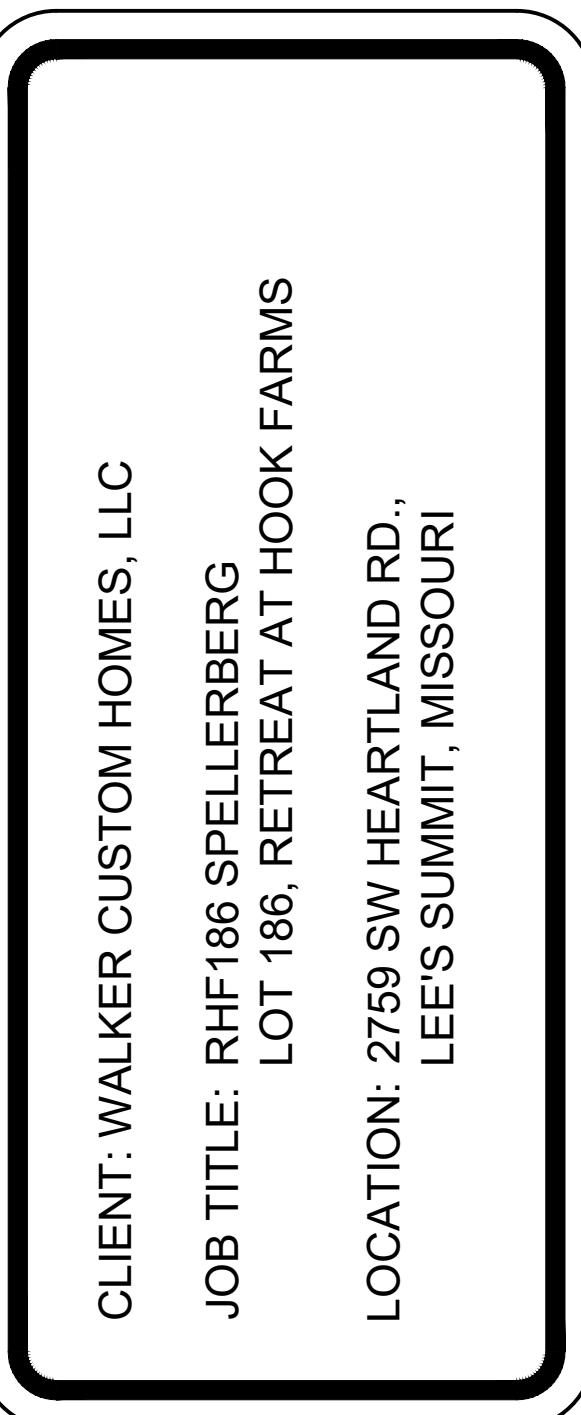 CLIENT: WALKER CUSTOM HOMES, LLC
JOB TITLE: RHF186 SPELLERBERG
LOT 186, RETREAT AT HOOK FARMS
LOCATION: 2759 SW HEARTLAND RD.,
LEE'S SUMMIT, MISSOURI